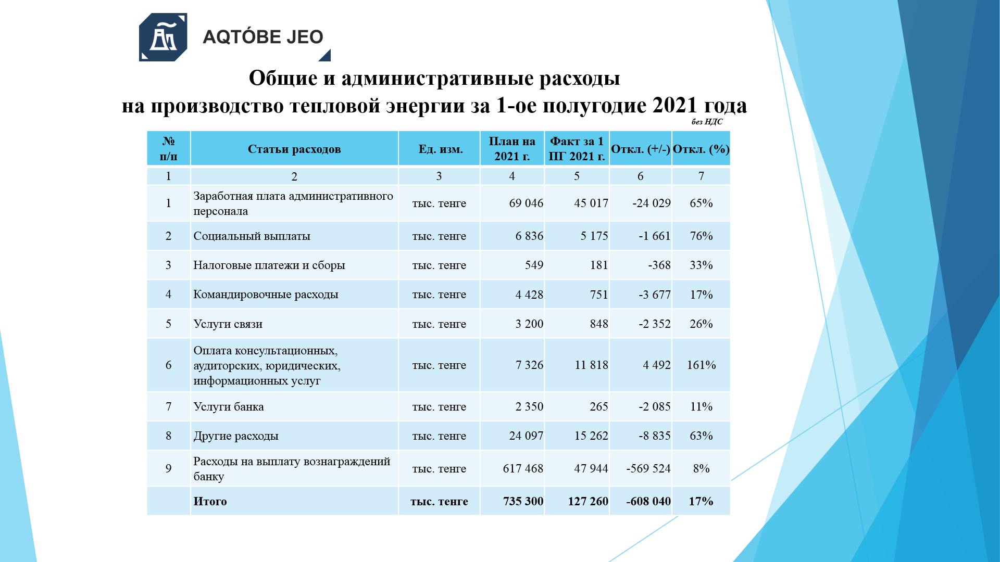 AQTÓBE JEO
Общие и административные расходы
на производство тепловой энергии за 1-ое полугодие 2021 года
без НДС
№ п/п Статьи расходов Ед. изм. План на 2021 г. Факт за 1 ПГ 2021 г. Откл. (+/-) Откл. (%)
1 2 3 4 5 6 7
1 Заработная плата административного персонала тыс. тенге 69 046 45 017 -24 029 65%
2 Социальный выплаты тыс. тенге 6 836 5 175 -1 661 76%
3 Налоговые платежи и сборы тыс. тенге 549 181 -368 33%
4 Командировочные расходы тыс. тенге 4 428 751 -3 677 17%
5 Услуги связи тыс. тенге 3 200 848 -2 352 26%
6 Оплата консультационных, аудиторских, юридических, информационных услуг тыс. тенге 7 326 11 818 4 492 161%
7 Услуги банка тыс. тенге 2 350 265 -2 085 11%
8 Другие расходы тыс. тенге 24 097 15 262 -8 835 63%
9 Расходы на выплату вознаграждений банку тыс. тенге 617 468 47 944 -569 524 8%
Итого тыс. тенге 735 300 127 260 -608 040 17%